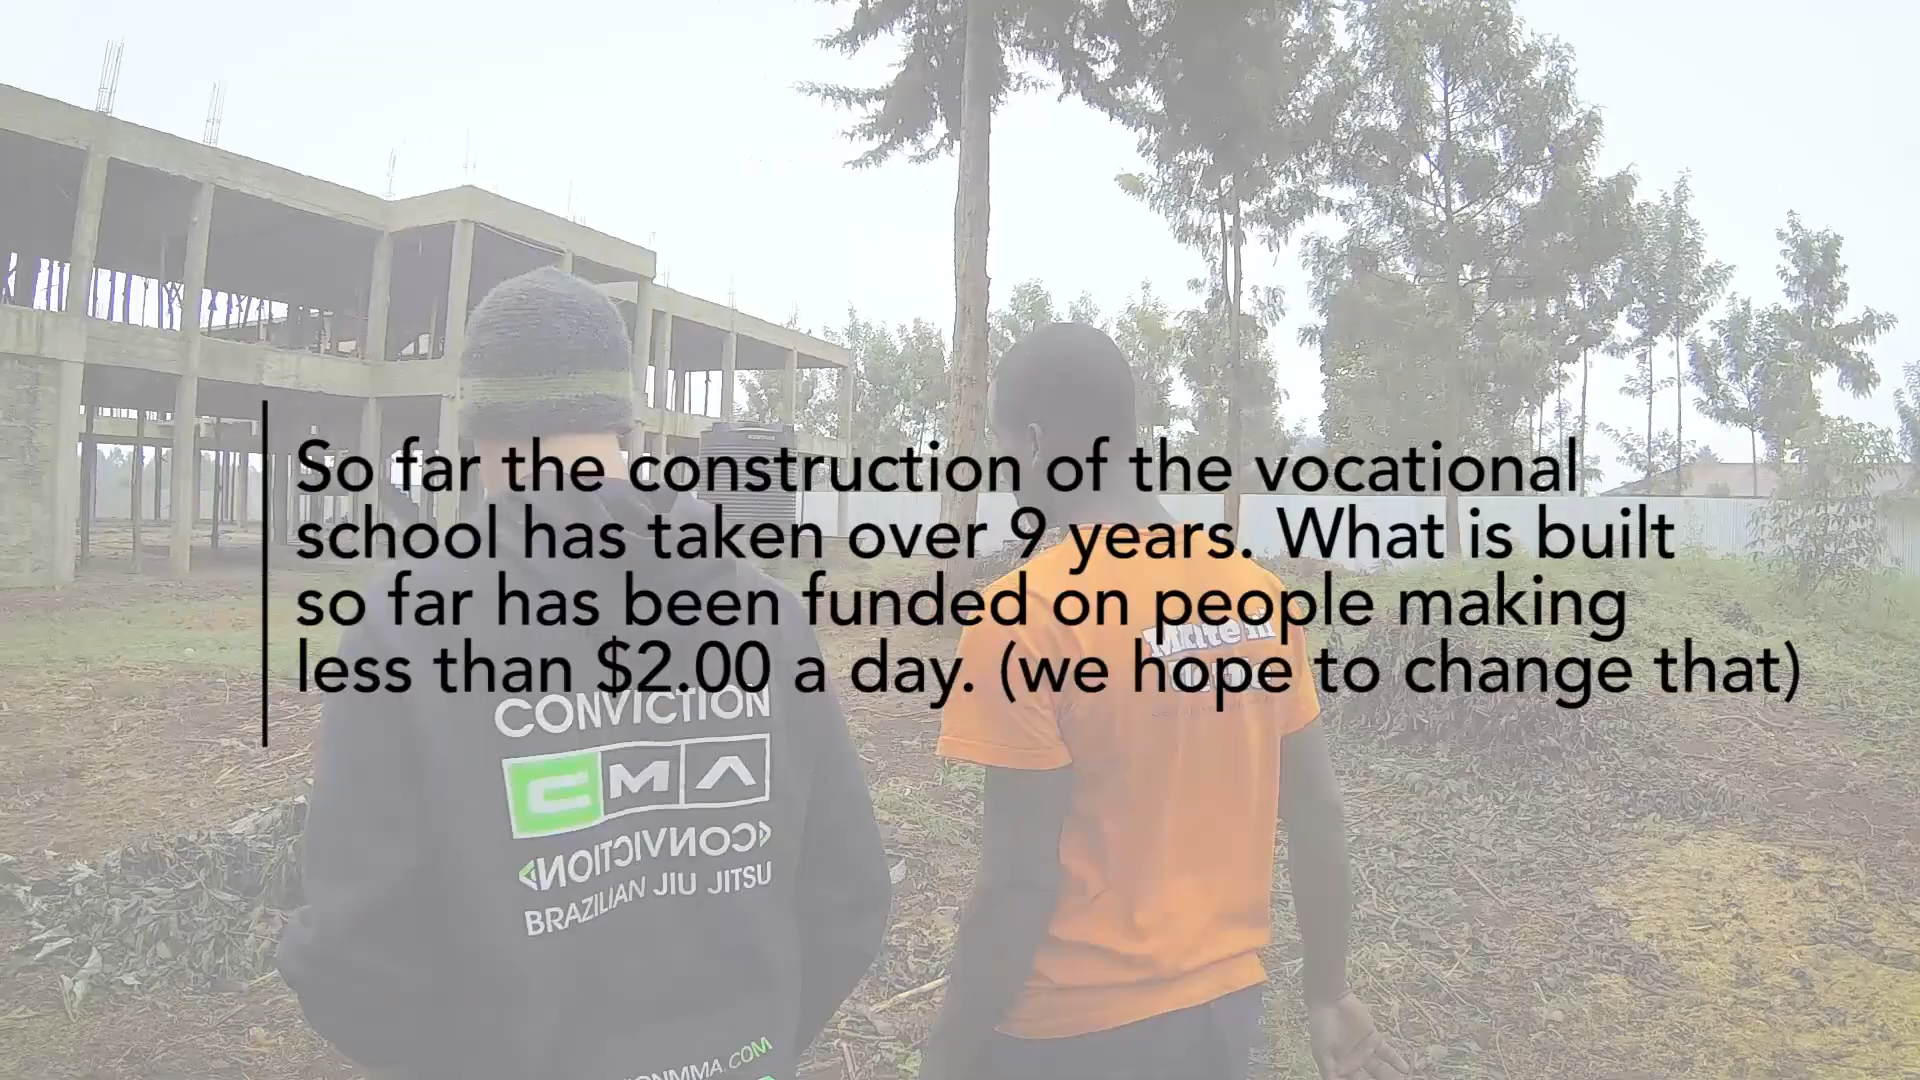 So far the construction of the vocational
school has taken over 9 years. What is built
so far has been funded on people making
less than $2.00 a day. (we hope to change that)
CONVICTION
CMA
CONVICTION
BRAZILIAN JIU JITSU